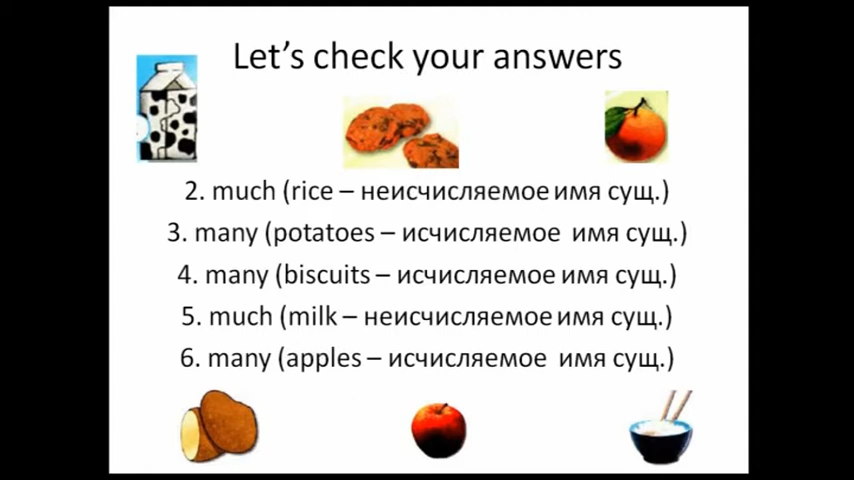 Let's check your answers
2. much (rice – неисчисляемое имя сущ.)
3. many (potatoes – исчисляемое имя сущ.)
4. many (biscuits – исчисляемое имя сущ.)
5. much (milk – неисчисляемое имя сущ.)
6. many (apples – исчисляемое имя сущ.)